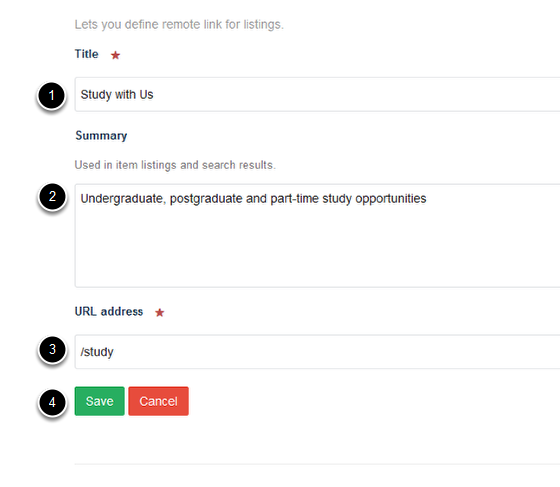 Lets you define remote link for listings.
Title ★
1 Study with Us
Summary
Used in item listings and search results.
2 Undergraduate, postgraduate and part-time study opportunities
URL address ★
3 /study
4 Save Cancel